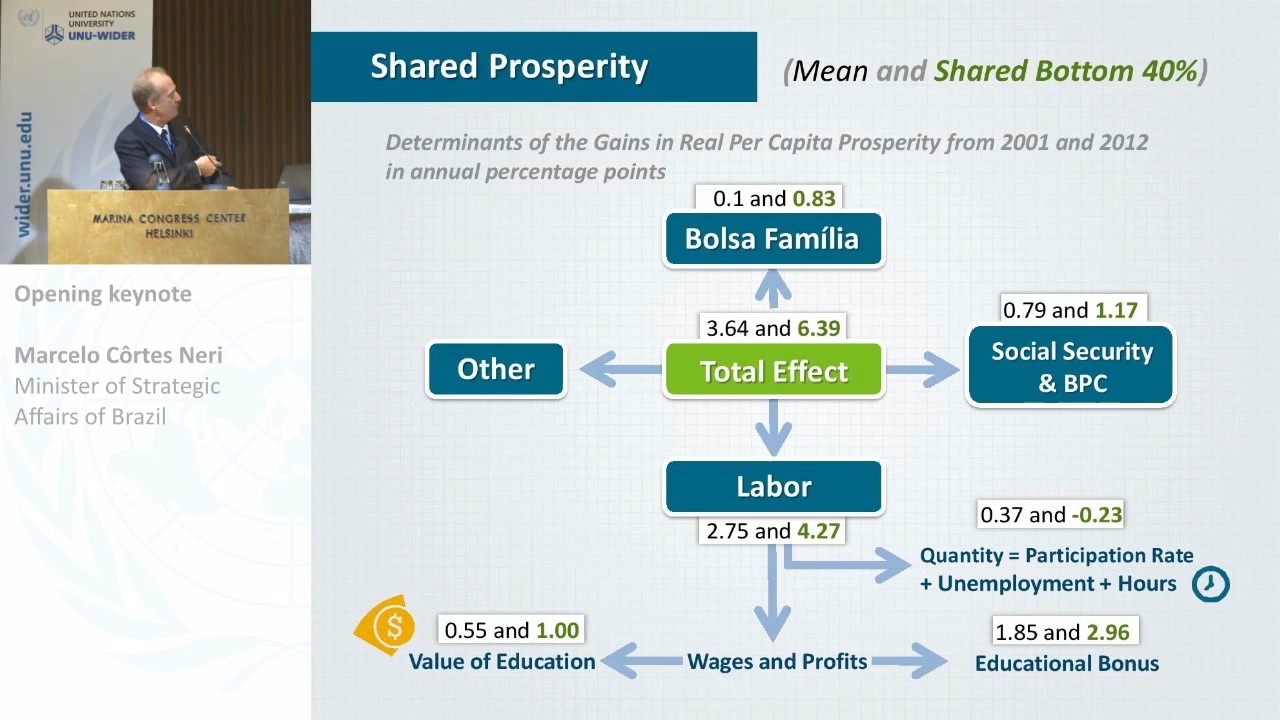 UNITED NATIONS
UNIVERSITY
UNU-WIDER
wider.unu.edu
MARINA CONGRESS CENTER
HELSINKI
Opening keynote
Marcelo Côrtes Neri
Minister of Strategic
Affairs of Brazil
Shared Prosperity
(Mean and Shared Bottom 40%)
Determinants of the Gains in Real Per Capita Prosperity from 2001 and 2012
in annual percentage points
0.1 and 0.83
Bolsa Família
3.64 and 6.39
Total Effect
Other
0.79 and 1.17
Social Security
& BPC
Labor
2.75 and 4.27
0.37 and -0.23
Quantity = Participation Rate
+ Unemployment + Hours
$
0.55 and 1.00
Value of Education
Wages and Profits
1.85 and 2.96
Educational Bonus